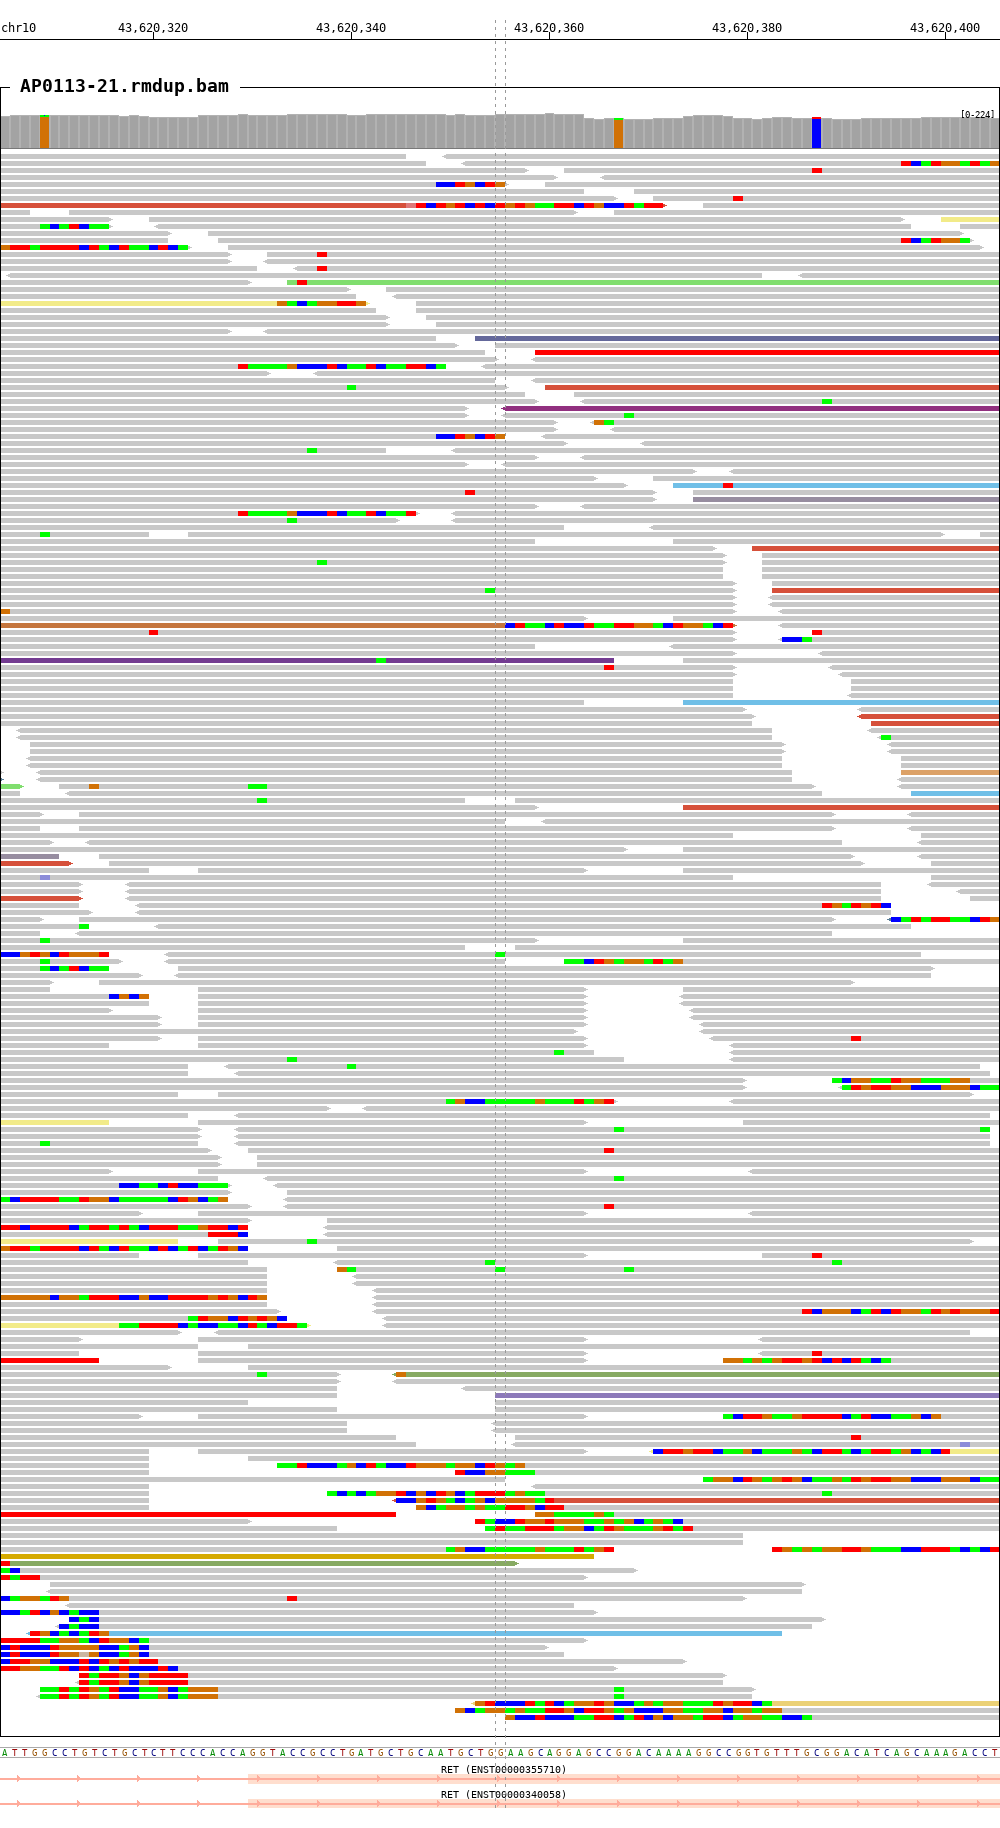 chr10 43,620,320 43,620,340 43,620,360 43,620,380 43,620,400
AP0113-21.rmdup.bam
[0-224]
ATTGGCCTGTCTGCTCTTCCCACCAGGTACCGCCTGATGCTGCAATGCTGGAAGCAGGAGCCGGACAAAAGGCCGGTGTTTGCGGACATCAGCAAAGACCT
RET (ENST00000355710)
RET (ENST00000340058)